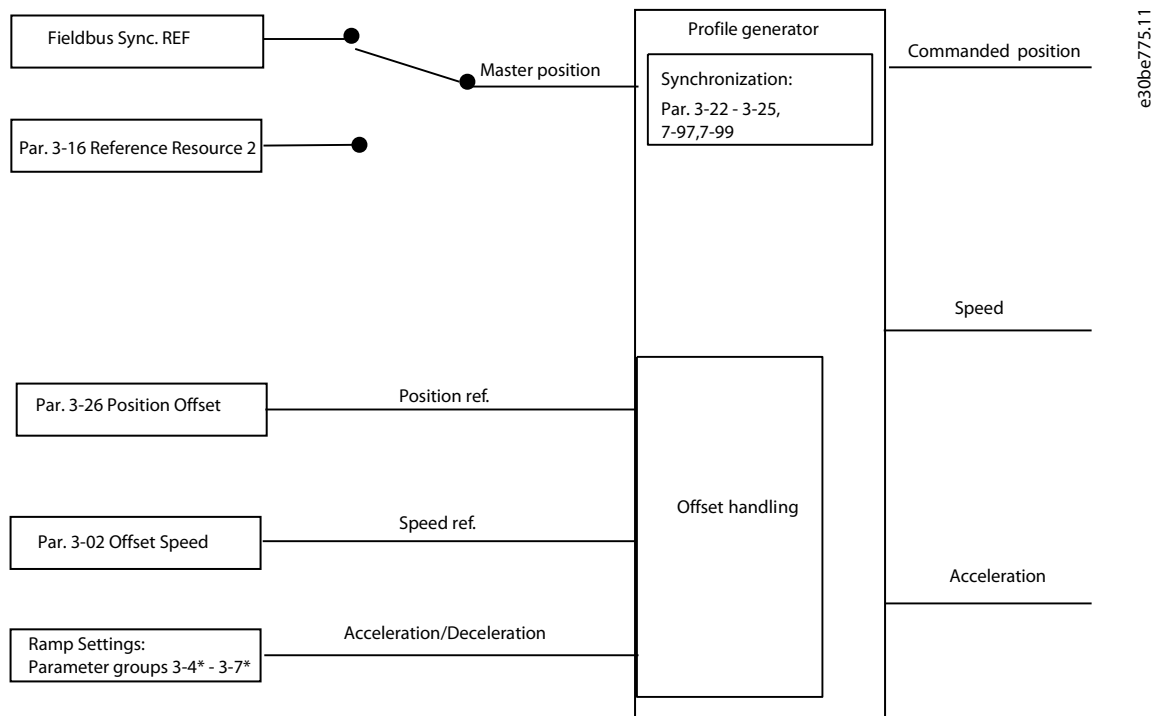 Fieldbus Sync. REF
Master position
Par. 3-16 Reference Resource 2
Profile generator
Synchronization:
Par. 3-22 - 3-25,
7-97,7-99
Commanded position
e30be775.11
Speed
Par. 3-26 Position Offset
Position ref.
Offset handling
Par. 3-02 Offset Speed
Speed ref.
Acceleration
Ramp Settings:
Parameter groups 3-4* - 3-7*
Acceleration/Deceleration